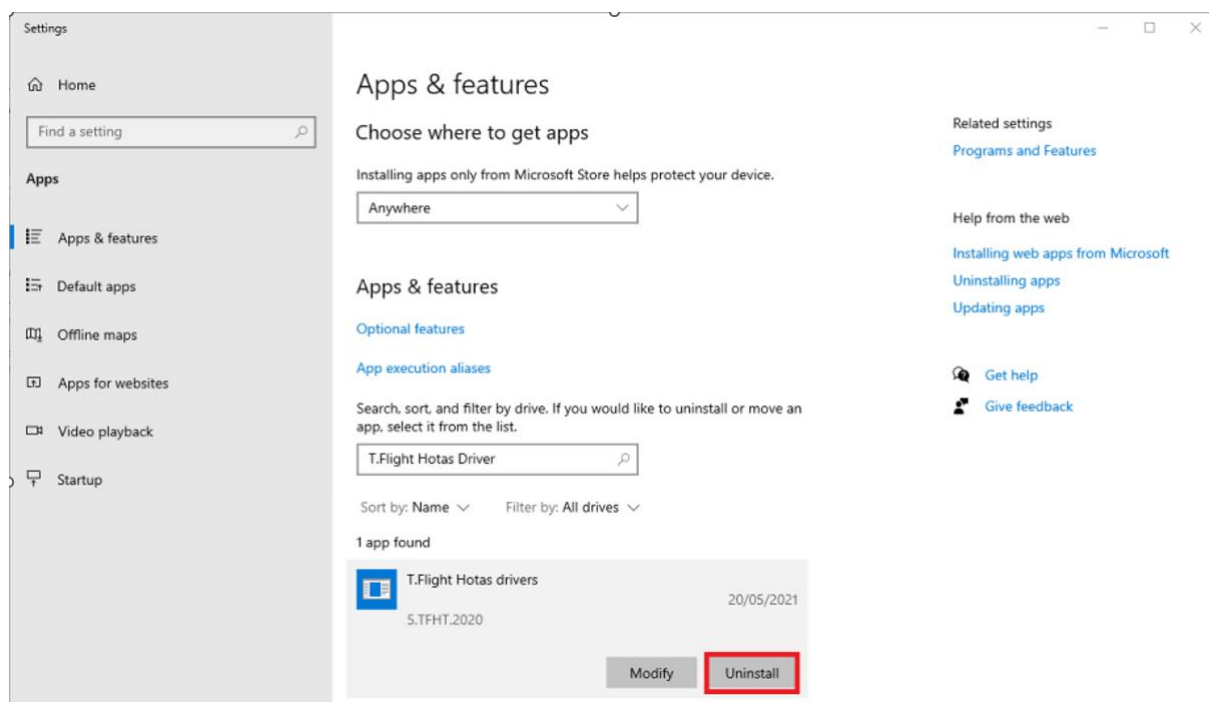 Settings
Home
Find a setting
Apps
Apps & features
Default apps
Offline maps
Apps for websites
Video playback
Startup
Apps & features
Choose where to get apps
Installing apps only from Microsoft Store helps protect your device.
Anywhere
Apps & features
Optional features
App execution aliases
Search, sort, and filter by drive. If you would like to uninstall or move an
app, select it from the list.
T.Flight Hotas Driver
Sort by: Name
Filter by: All drives
1 app found
T.Flight Hotas drivers
20/05/2021
5.TFHT.2020
Modify
Uninstall
Related settings
Programs and Features
Help from the web
Installing web apps from Microsoft
Uninstalling apps
Updating apps
Get help
Give feedback